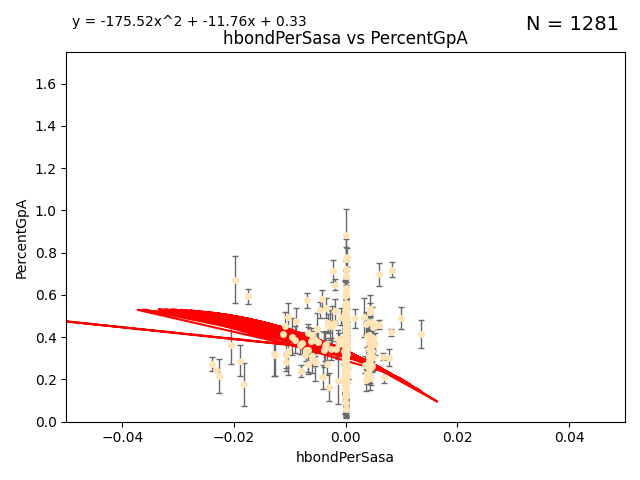 y = -175.52x^2 + -11.76x + 0.33
N = 1281
hbondPerSasa vs PercentGpA
1.6
1.4
1.2
1.0
0.8
0.6
0.4
0.2
0.0
PercentGpA
−0.04
−0.02
0.00
0.02
0.04
hbondPerSasa